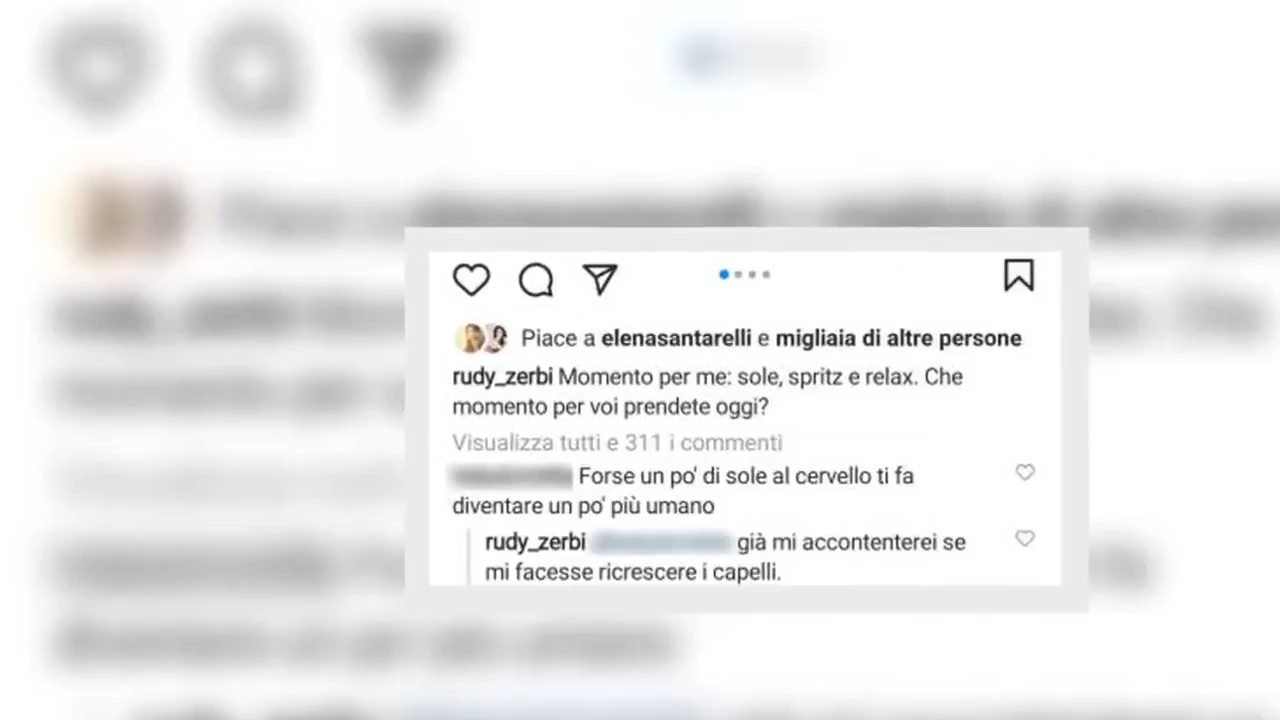 Piace a elenasantarelli e migliaia di altre persone
rudy_zerbi Momento per me: sole, spritz e relax. Che
momento per voi prendete oggi?
Visualizza tutti e 311 i commenti
Forse un po' di sole al cervello ti fa
diventare un po' più umano
rudy_zerbi già mi accontenterei se
mi facesse ricrescere i capelli.